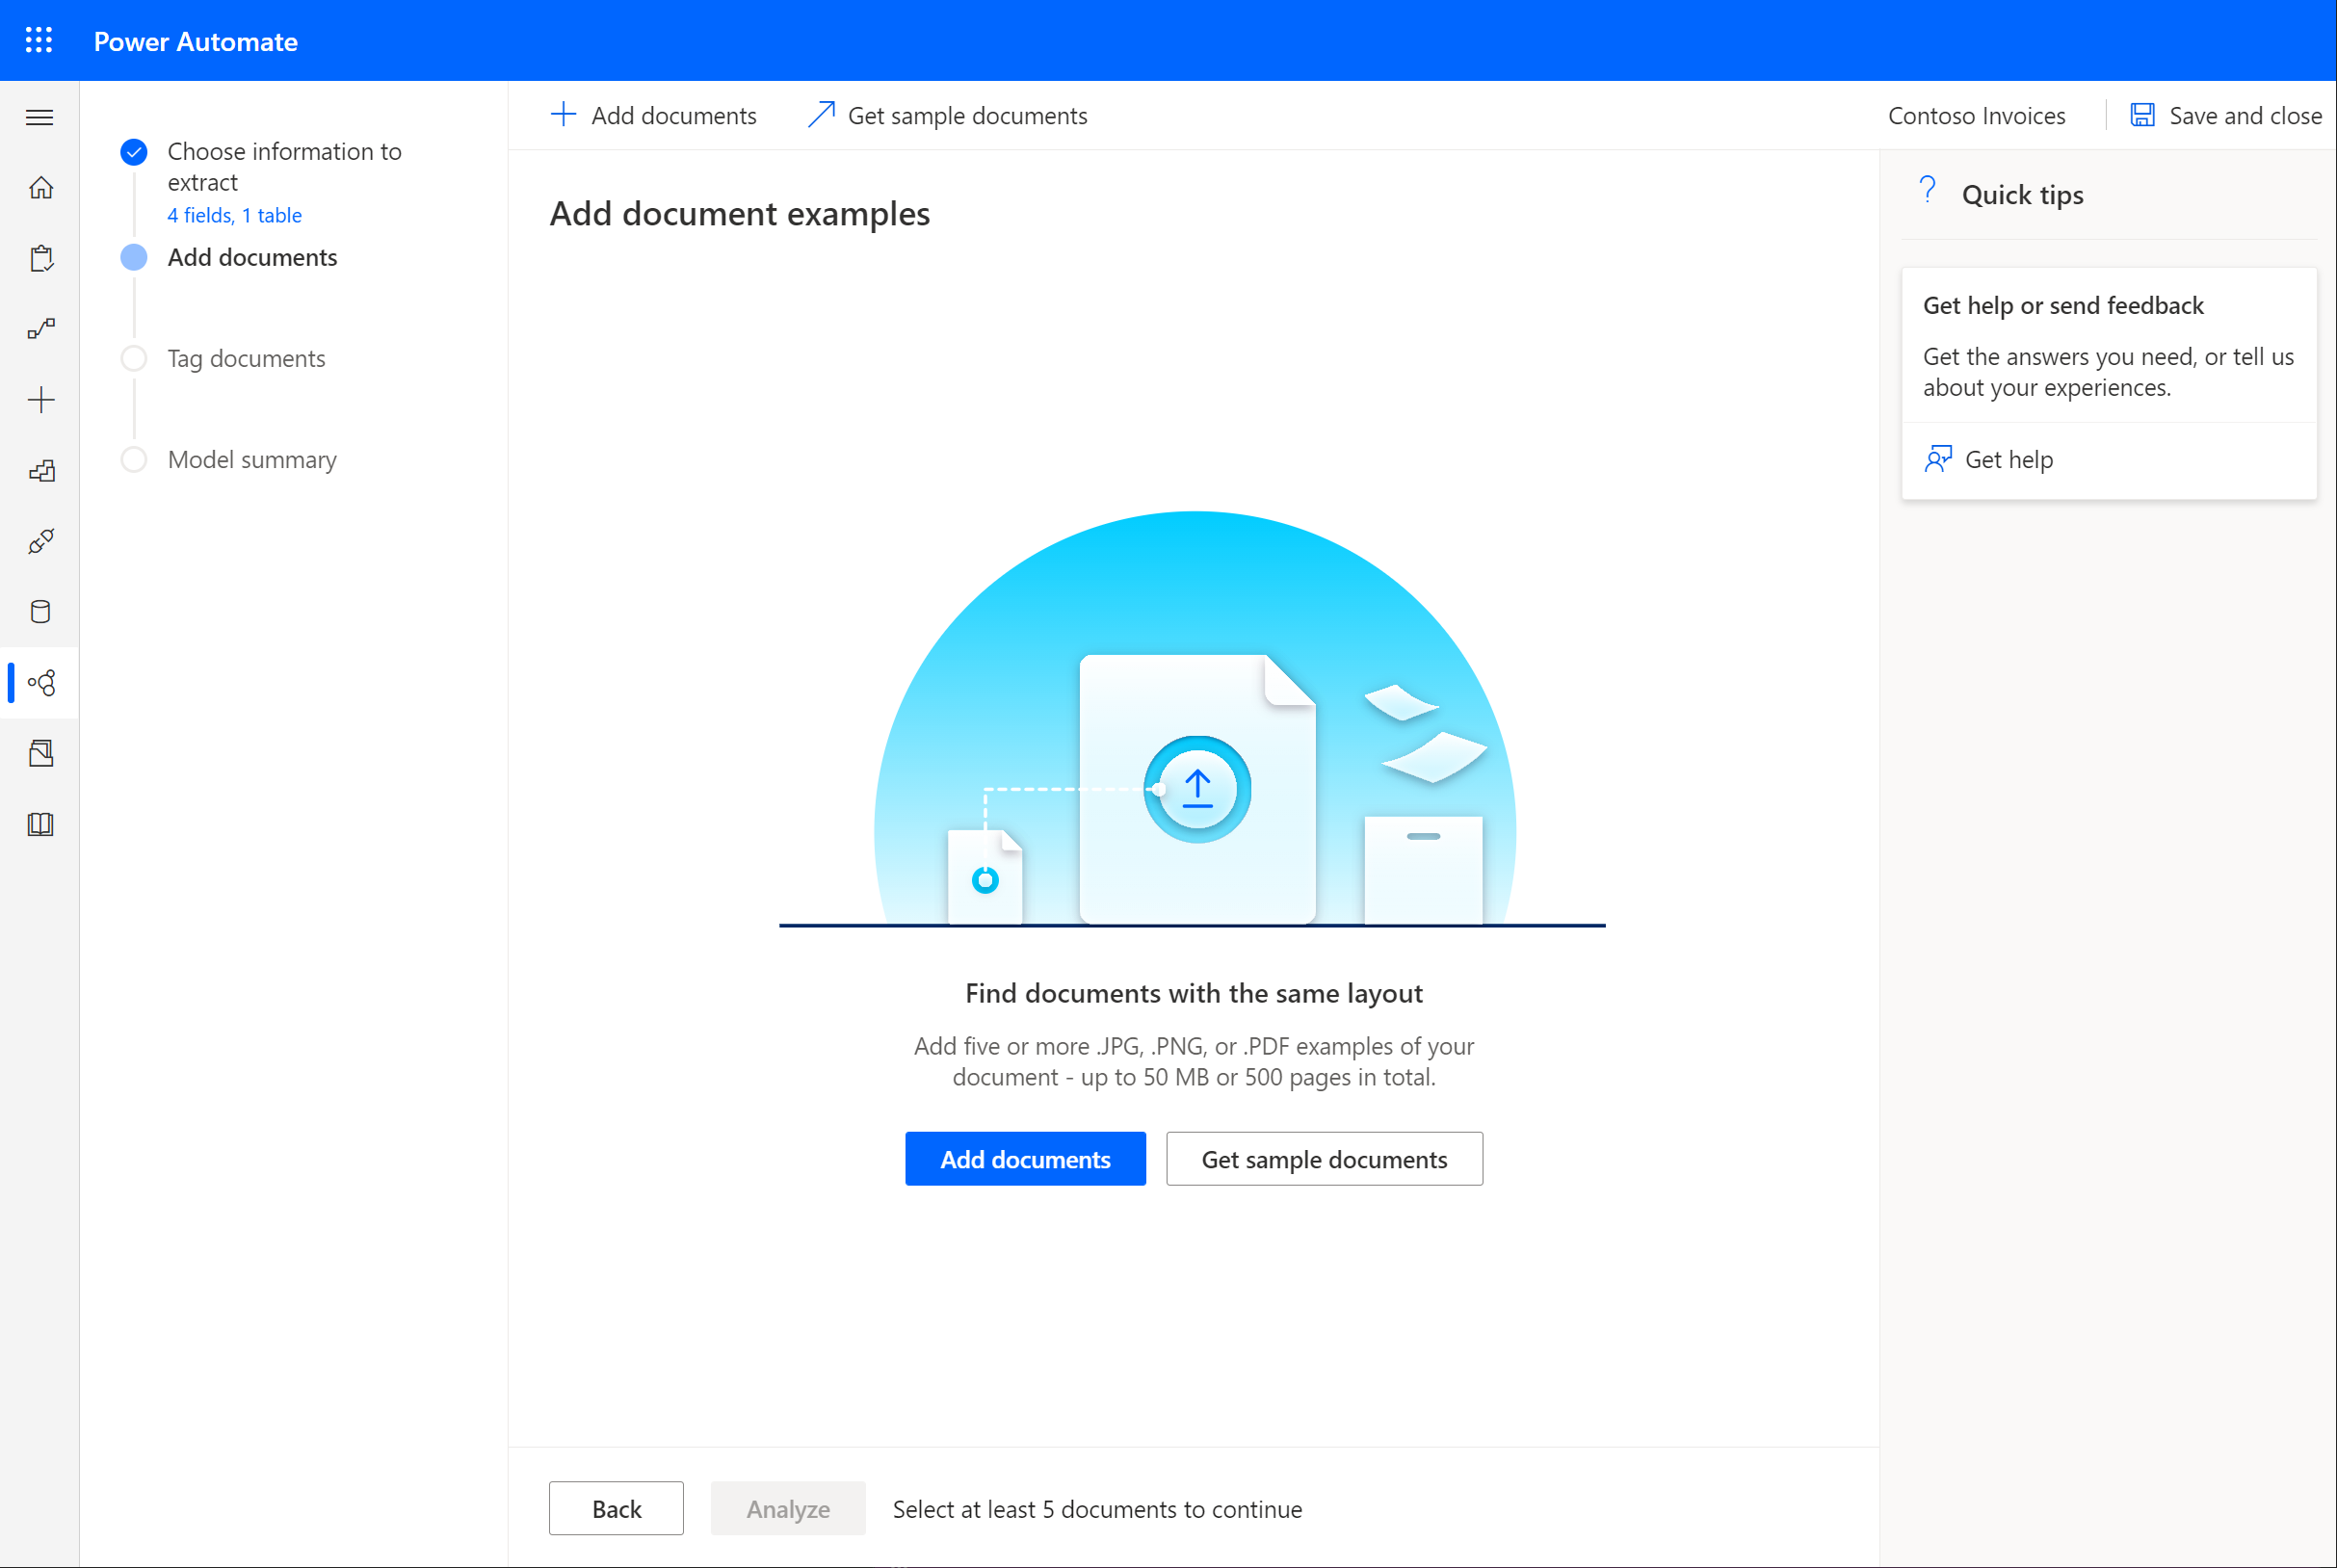 Power Automate
Choose information to
extract
4 fields, 1 table
Add documents
Tag documents
Model summary
Add documents
Get sample documents
Contoso Invoices
Save and close
Add document examples
Find documents with the same layout
Add five or more .JPG, .PNG, or .PDF examples of your
document - up to 50 MB or 500 pages in total.
Add documents
Get sample documents
Back
Analyze
Select at least 5 documents to continue
Quick tips
Get help or send feedback
Get the answers you need, or tell us
about your experiences.
Get help